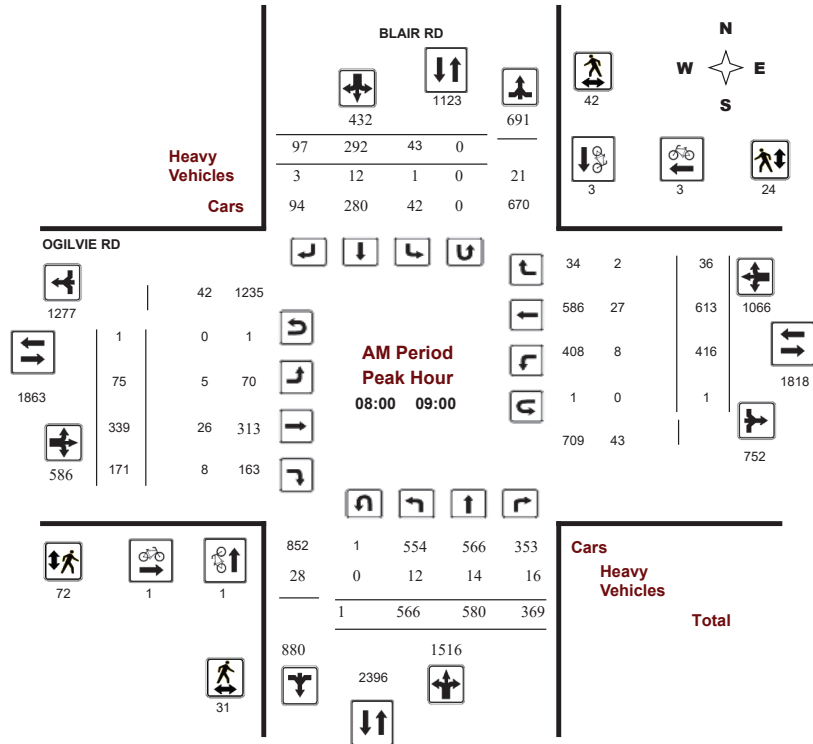 BLAIR RD
N
W E
S
1123
42
432 691
97 292 43 0
Heavy
Vehicles
3 12 1 0 21
Cars
94 280 42 0 670
3 3 24
OGILVIE RD
1277
42 1235
1 0 1
1863
75 5 70
339 26 313
586
171 8 163
AM Period
Peak Hour
08:00 09:00
34 2 36
1066
586 27 613
1818
408 8 416
1 0 1
709 43
752
852 1 554 566 353
Cars
28 0 12 14 16
Heavy
Vehicles
1 566 580 369
Total
72 1 1
880 1516
2396
31